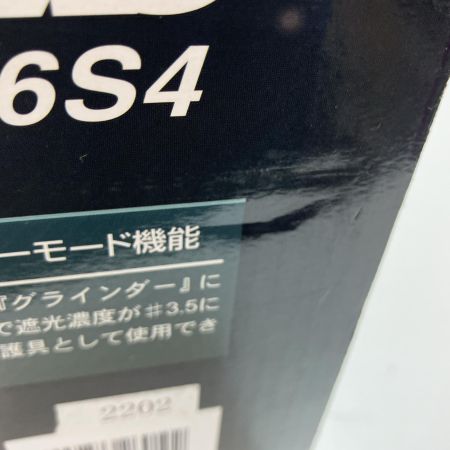 6S4
ーモード機能
『グラインダー』に
で遮光濃度が♯3.5に
護具として使用でき
2202